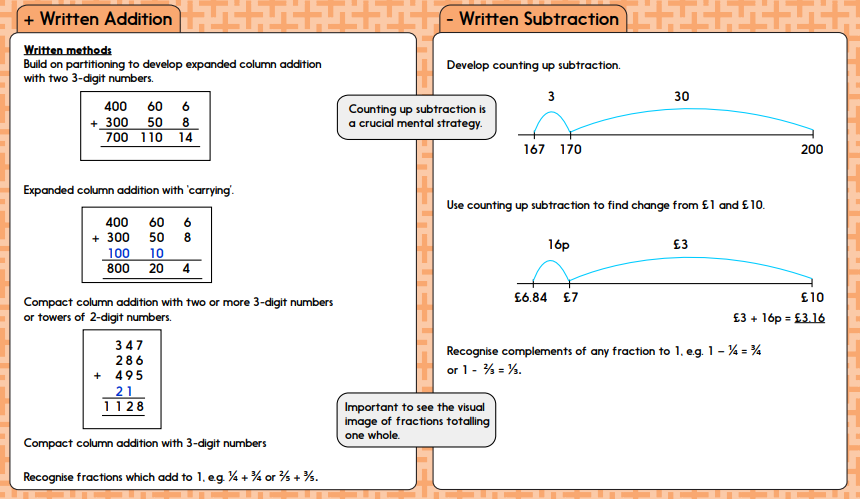 + Written Addition
Written methods
Build on partitioning to develop expanded column addition
with two 3-digit numbers.
400 60 6
+ 300 50 8
700 110 14
Expanded column addition with 'carrying'.
400 60 6
+ 300 50 8
100 10
800 20 4
Compact column addition with two or more 3-digit numbers
or towers of 2-digit numbers.
347
286
+ 495
21
1128
Compact column addition with 3-digit numbers
Recognise fractions which add to 1, e.g. ¼ + ¾ or ⅖ + ⅗.
Counting up subtraction is
a crucial mental strategy.
Important to see the visual
image of fractions totalling
one whole.
- Written Subtraction
Develop counting up subtraction.
3 30
167 170 200
Use counting up subtraction to find change from £1 and £10.
16p £3
£6.84 £7 £10
£3 + 16p = £3.16
Recognise complements of any fraction to 1, e.g. 1 – ¼ = ¾
or 1 - ⅔ = ⅓.